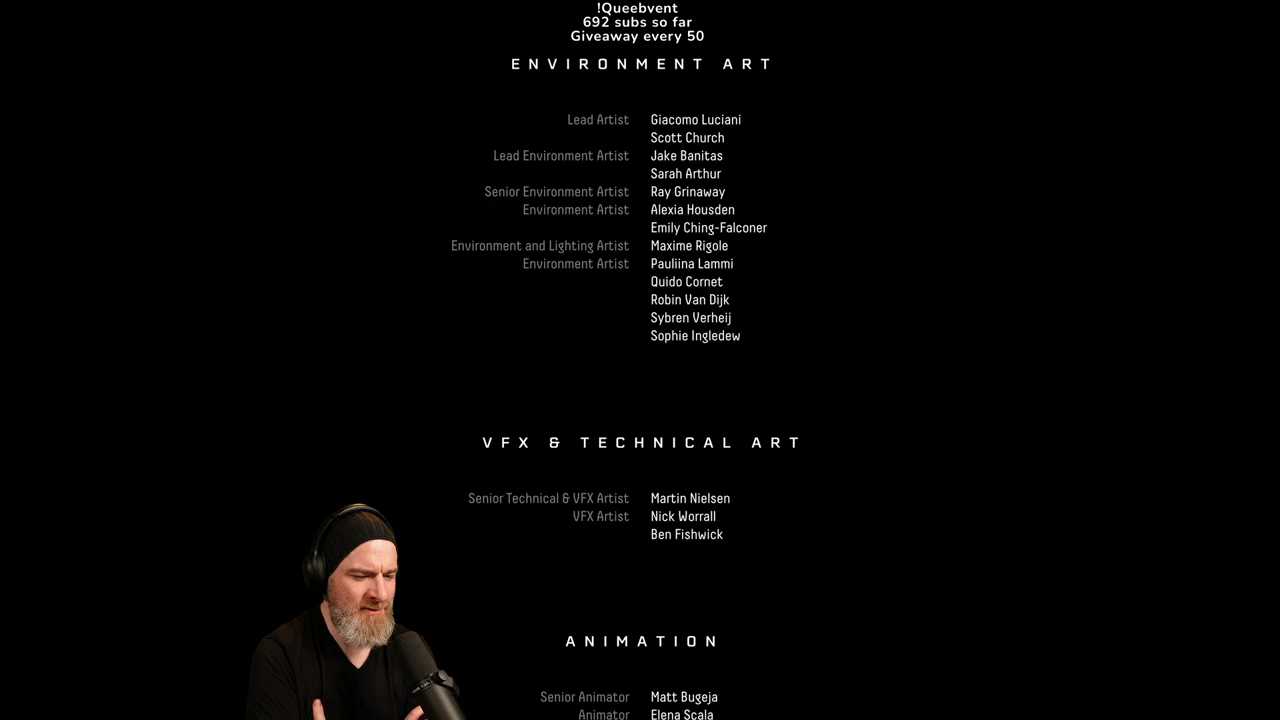 !Queebvent
692 subs so far
Giveaway every 50
ENVIRONMENT ART
Lead Artist Giacomo Luciani
Scott Church
Lead Environment Artist Jake Banitas
Sarah Arthur
Senior Environment Artist Ray Grinaway
Environment Artist Alexia Housden
Emily Ching-Falconer
Environment and Lighting Artist Maxime Rigole
Environment Artist Pauliina Lammi
Quido Cornet
Robin Van Dijk
Sybren Verheij
Sophie Ingledew
VFX & TECHNICAL ART
Senior Technical & VFX Artist Martin Nielsen
VFX Artist Nick Worrall
Ben Fishwick
ANIMATION
Senior Animator Matt Bugeja
Animator Elena Scala